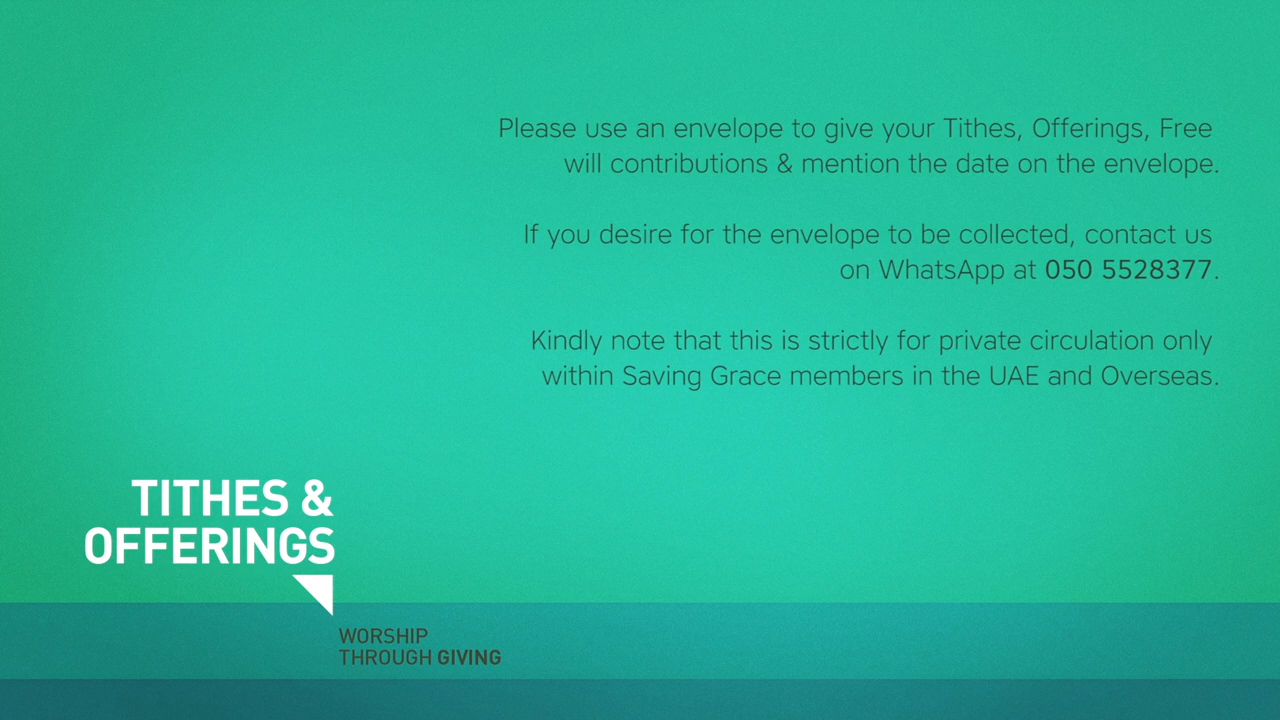 Please use an envelope to give your Tithes, Offerings, Free
will contributions & mention the date on the envelope.
If you desire for the envelope to be collected, contact us
on WhatsApp at 050 5528377.
Kindly note that this is strictly for private circulation only
within Saving Grace members in the UAE and Overseas.
TITHES &
OFFERINGS
WORSHIP
THROUGH GIVING